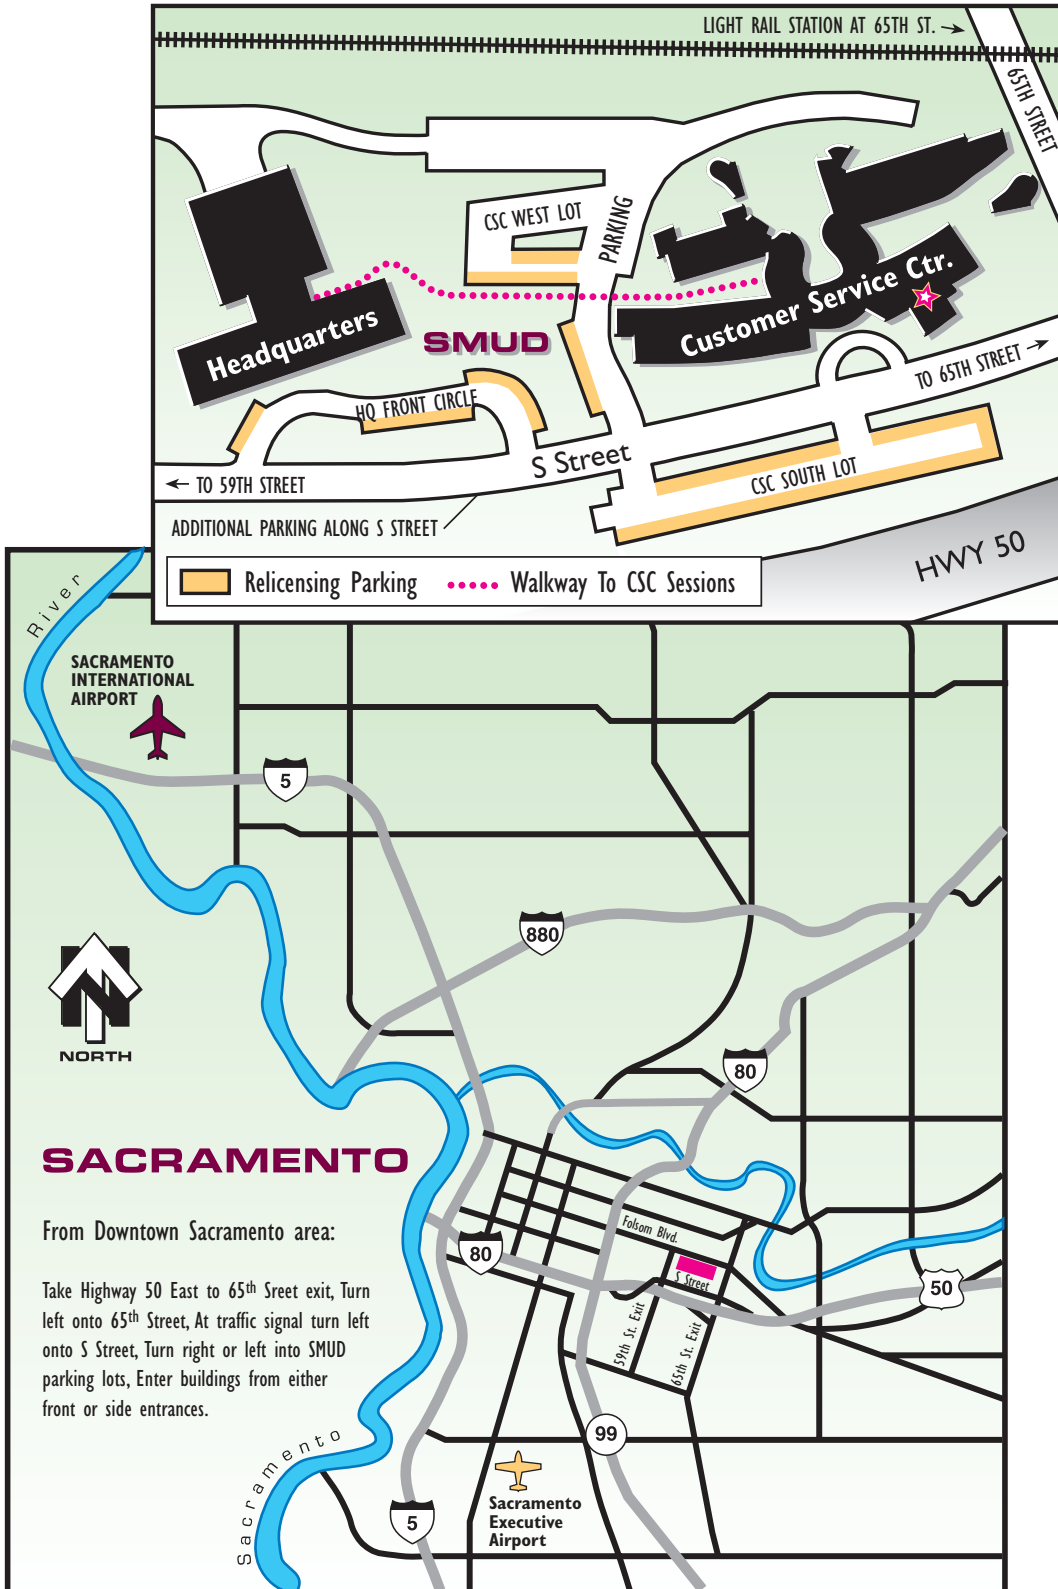 LIGHT RAIL STATION AT 65TH ST.
65TH STREET
CSC WEST LOT
PARKING
Headquarters
SMUD
Customer Service Ctr.
HQ FRONT CIRCLE
TO 65TH STREET
S Street
TO 59TH STREET
CSC SOUTH LOT
ADDITIONAL PARKING ALONG S STREET
HWY 50
Relicensing Parking
Walkway To CSC Sessions
River
SACRAMENTO
INTERNATIONAL
AIRPORT
5
880
NORTH
80
SACRAMENTO
From Downtown Sacramento area:
Take Highway 50 East to 65th Sreet exit, Turn
left onto 65th Street, At traffic signal turn left
onto S Street, Turn right or left into SMUD
parking lots, Enter buildings from either
front or side entrances.
Folsom Blvd.
80
S Street
50
59th St. Exit
65th St. Exit
99
Sacramento
Sacramento
Executive
Airport
5